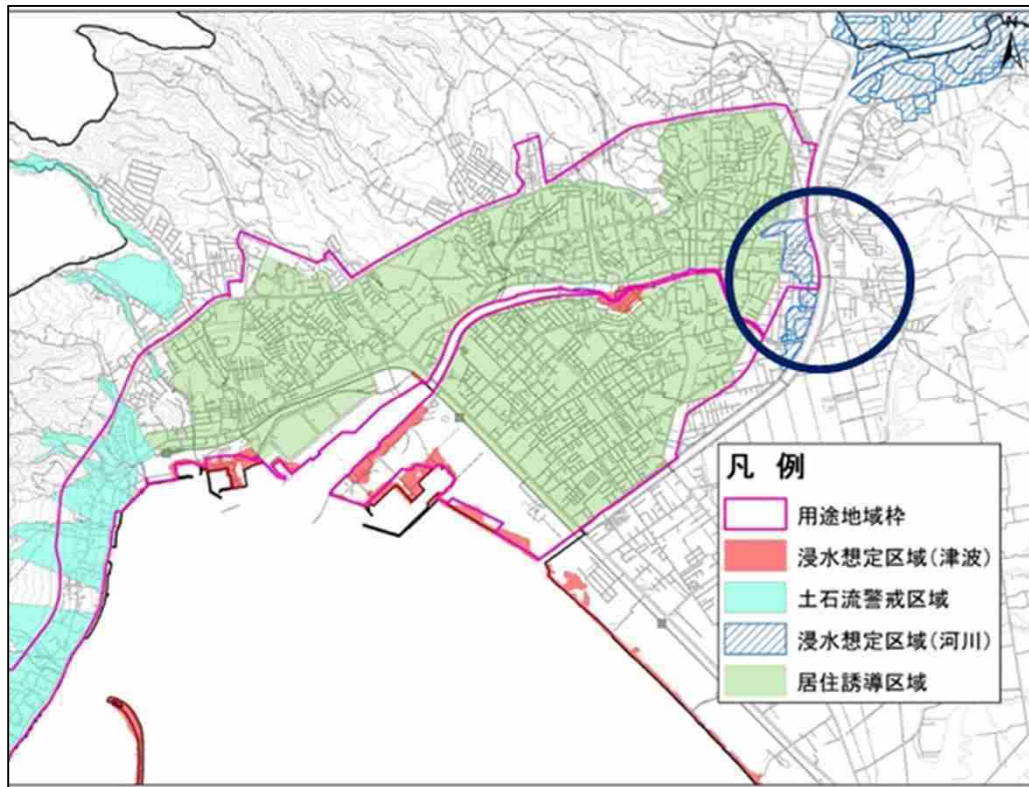 N
凡 例
用途地域枠
浸水想定区域(津波)
土石流警戒区域
浸水想定区域(河川)
居住誘導区域